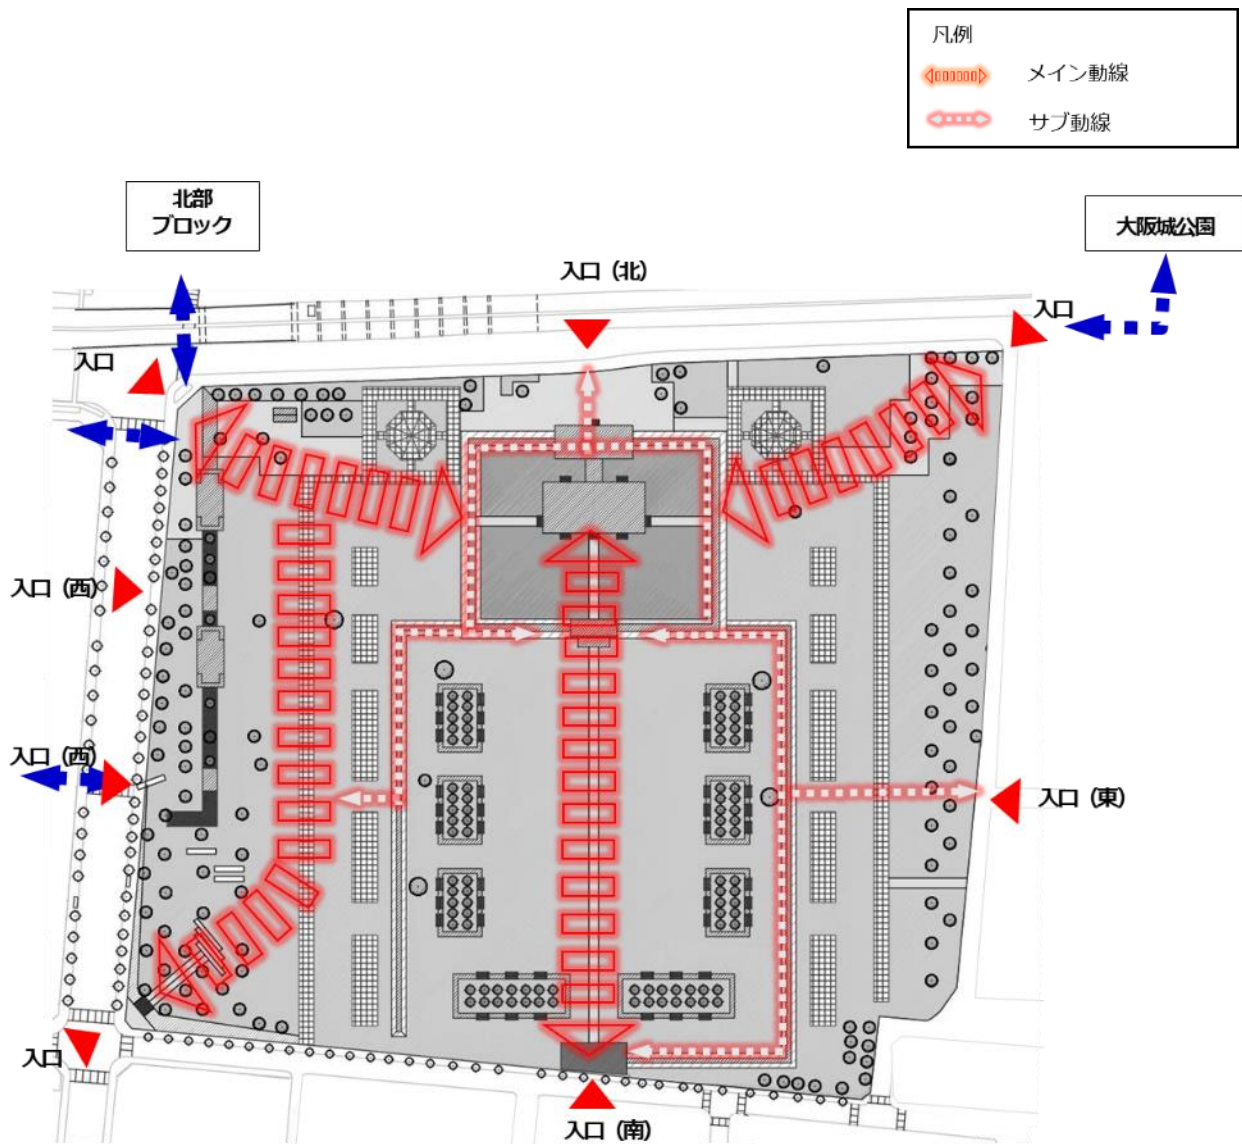 凡例
メイン動線
サブ動線
北部
ブロック
大阪城公園
入口（北）
入口
入口
入口（西）
入口（西）
入口（東）
入口
入口（南）